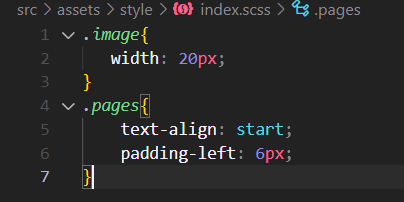 src > assets > style > index.scss > .pages
1 .image{
2 width: 20px;
3 }
4 .pages{
5 text-align: start;
6 padding-left: 6px;
7 }